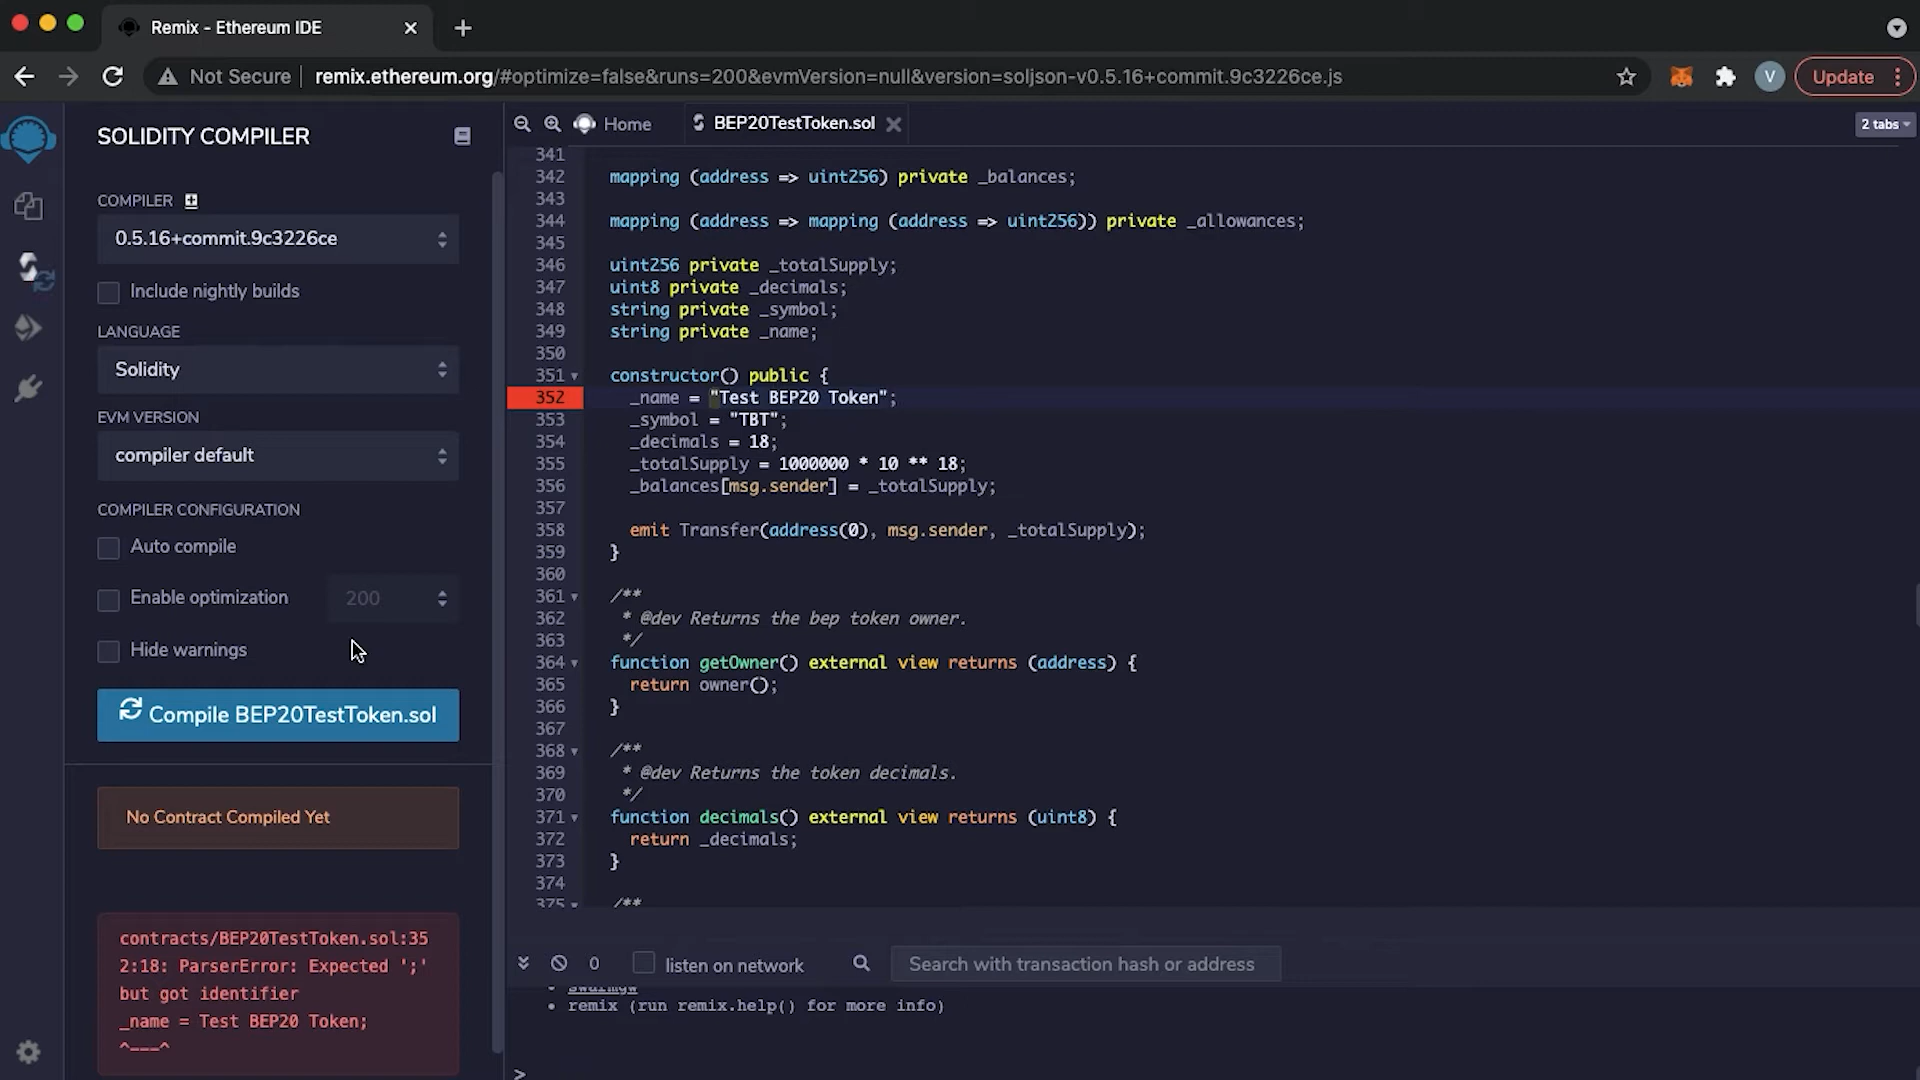 Remix - Ethereum IDE
Not Secure
remix.ethereum.org/#optimize=false&runs=200&evmVersion=null&version=soljson-v0.5.16+commit.9c3226ce.js
V
Update
SOLIDITY COMPILER
COMPILER
0.5.16+commit.9c3226ce
Include nightly builds
LANGUAGE
Solidity
EVM VERSION
compiler default
COMPILER CONFIGURATION
Auto compile
Enable optimization
200
Hide warnings
Compile BEP20TestToken.sol
No Contract Compiled Yet
contracts/BEP20TestToken.sol:35
2:18: ParserError: Expected ';'
but got identifier
_name = Test BEP20 Token;
^---^
Home
BEP20TestToken.sol
2 tabs
341
342 mapping (address => uint256) private _balances;
343
344 mapping (address => mapping (address => uint256)) private _allowances;
345
346 uint256 private _totalSupply;
347 uint8 private _decimals;
348 string private _symbol;
349 string private _name;
350
351 constructor() public {
352 _name = "Test BEP20 Token";
353 _symbol = "TBT";
354 _decimals = 18;
355 _totalSupply = 1000000 * 10 ** 18;
356 _balances[msg.sender] = _totalSupply;
357
358 emit Transfer(address(0), msg.sender, _totalSupply);
359 }
360
361 /**
362 * @dev Returns the bep token owner.
363 */
364 function getOwner() external view returns (address) {
365 return owner();
366 }
367
368 /**
369 * @dev Returns the token decimals.
370 */
371 function decimals() external view returns (uint8) {
372 return _decimals;
373 }
374
375 /**
0
listen on network
Search with transaction hash or address
remix (run remix.help() for more info)
>